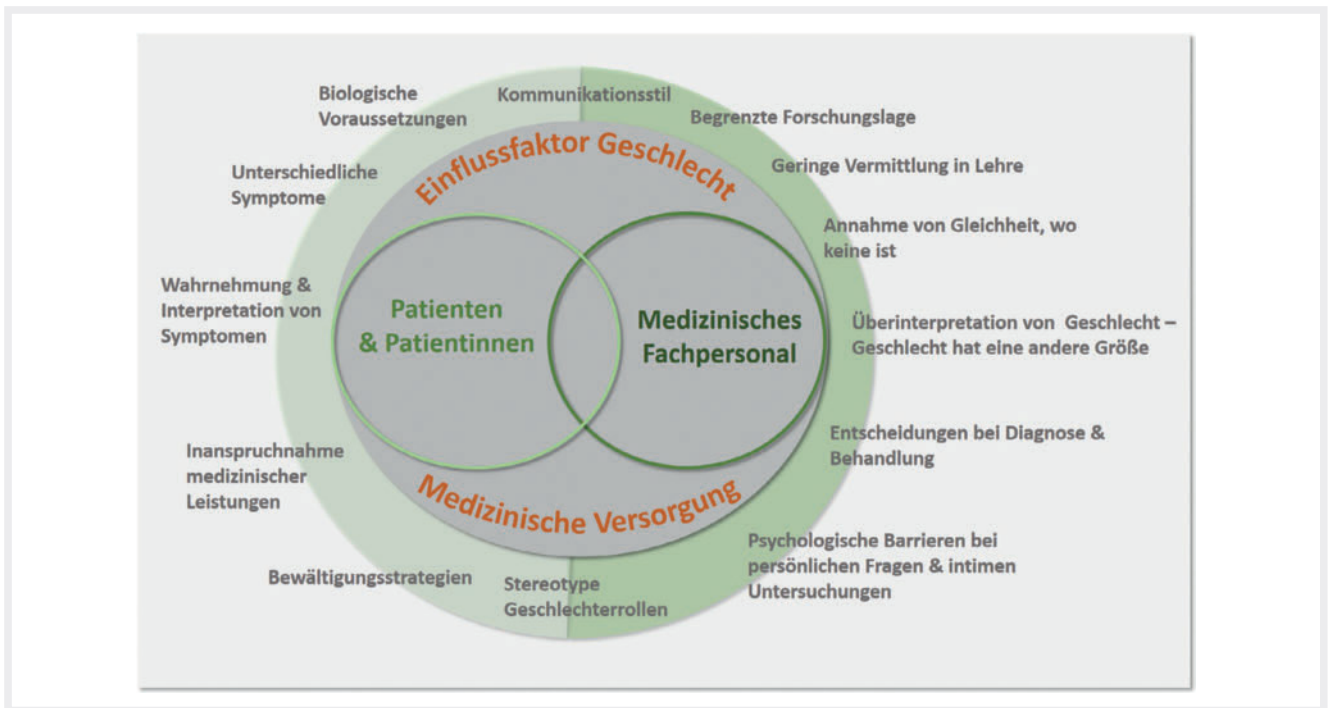 Biologische
Voraussetzungen
Kommunikationsstil
Begrenzte Forschungslage
Einflussfaktor Geschlecht
Unterschiedliche
Symptome
Geringe Vermittlung in Lehre
Annahme von Gleichheit, wo
keine ist
Wahrnehmung &
Interpretation von
Symptomen
Patienten
& Patientinnen
Medizinisches
Fachpersonal
Überinterpretation von Geschlecht –
Geschlecht hat eine andere Größe
Inanspruchnahme
medizinischer
Leistungen
Entscheidungen bei Diagnose &
Behandlung
Medizinische Versorgung
Psychologische Barrieren bei
persönlichen Fragen & intimen
Untersuchungen
Bewältigungsstrategien
Stereotype
Geschlechterrollen